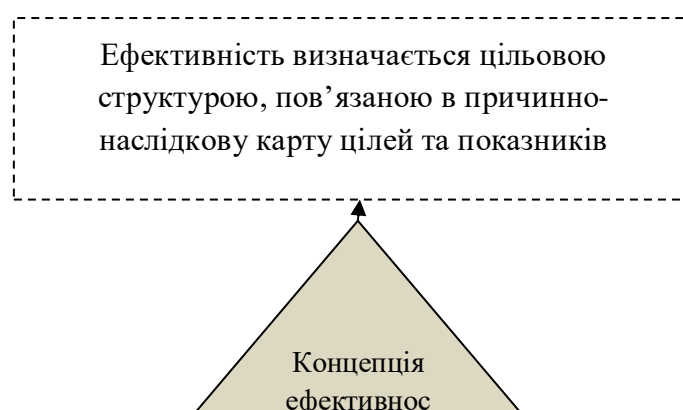 Ефективність визначається цільовою
структурою, пов’язаною в причинно-
наслідкову карту цілей та показників
Концепція
ефективнос